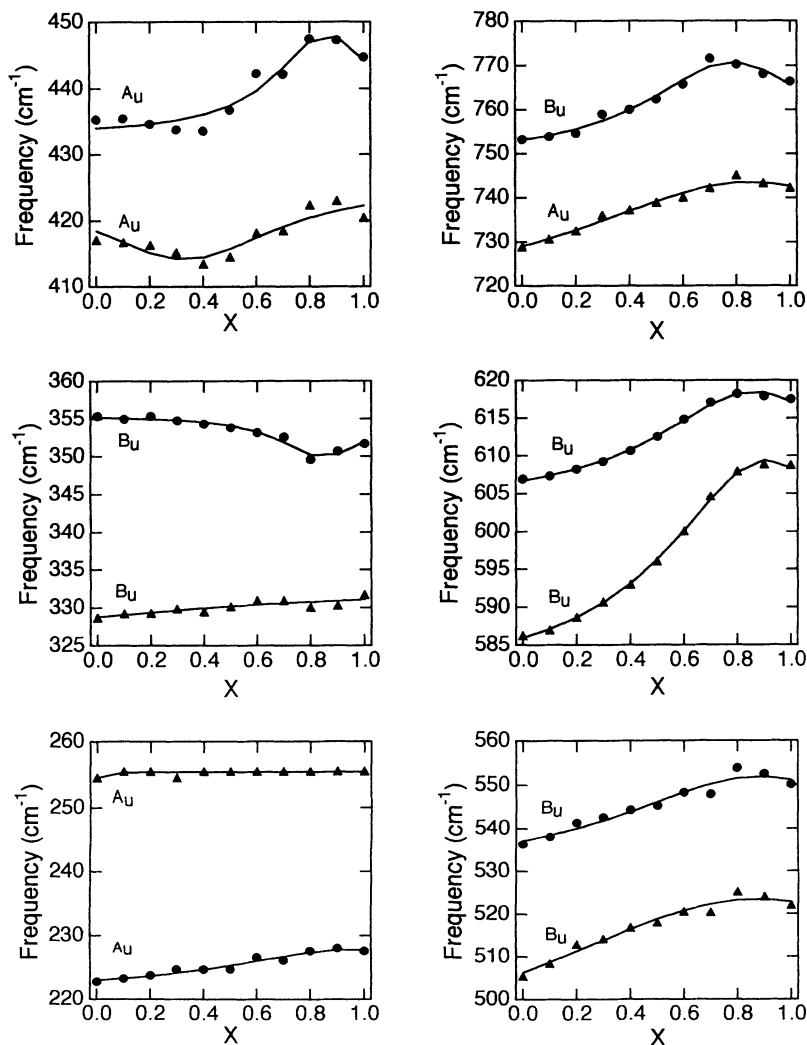 Frequency (cm⁻¹)
450
440
430
420
410
Au
Au
0.0 0.2 0.4 0.6 0.8 1.0
X
Frequency (cm⁻¹)
770
760
750
740
730
720
Bu
Au
0.0 0.2 0.4 0.6 0.8 1.0
X
Frequency (cm⁻¹)
360
355
350
345
340
335
330
325
Bu
Bu
0.0 0.2 0.4 0.6 0.8 1.0
X
Frequency (cm⁻¹)
620
615
610
605
600
595
590
585
Bu
Bu
0.0 0.2 0.4 0.6 0.8 1.0
X
Frequency (cm⁻¹)
260
250
240
230
220
Au
Au
0.0 0.2 0.4 0.6 0.8 1.0
X
Frequency (cm⁻¹)
560
550
540
530
520
510
500
Bu
Bu
0.0 0.2 0.4 0.6 0.8 1.0
X